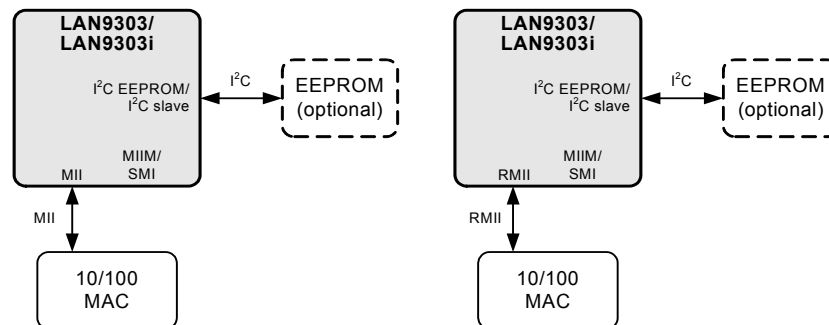 LAN9303/
LAN9303i
I²C EEPROM/
I²C slave
I²C
EEPROM
(optional)
MIIM/
SMI
MII
MII
10/100
MAC
LAN9303/
LAN9303i
I²C EEPROM/
I²C slave
I²C
EEPROM
(optional)
MIIM/
SMI
RMII
RMII
10/100
MAC